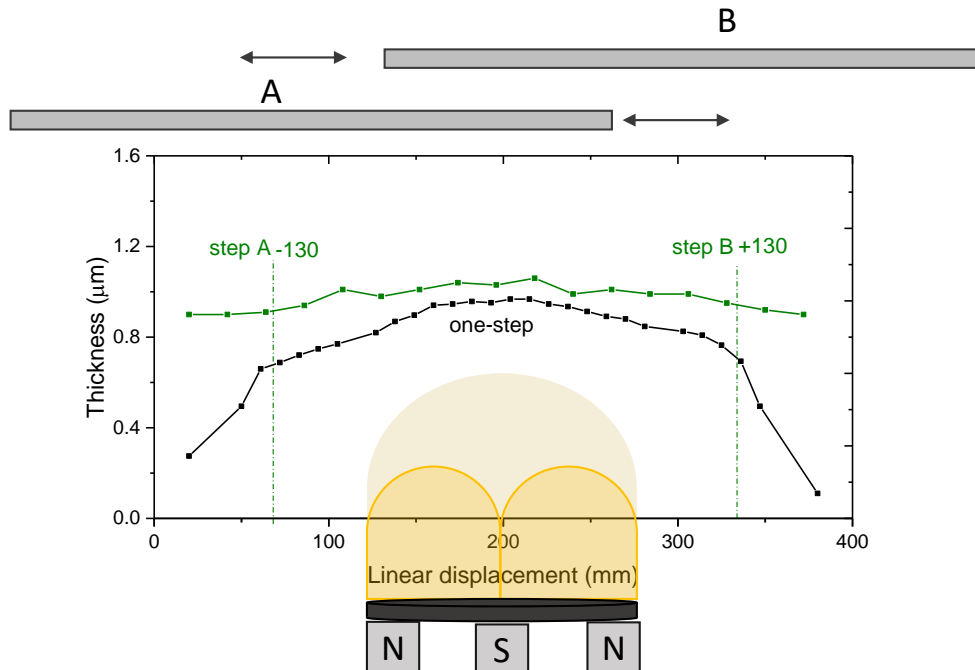 B
A
1.6
1.2
0.8
0.4
0.0
Thickness (µm)
step A -130
step B +130
one-step
0
100
200
300
400
Linear displacement (mm)
N
S
N